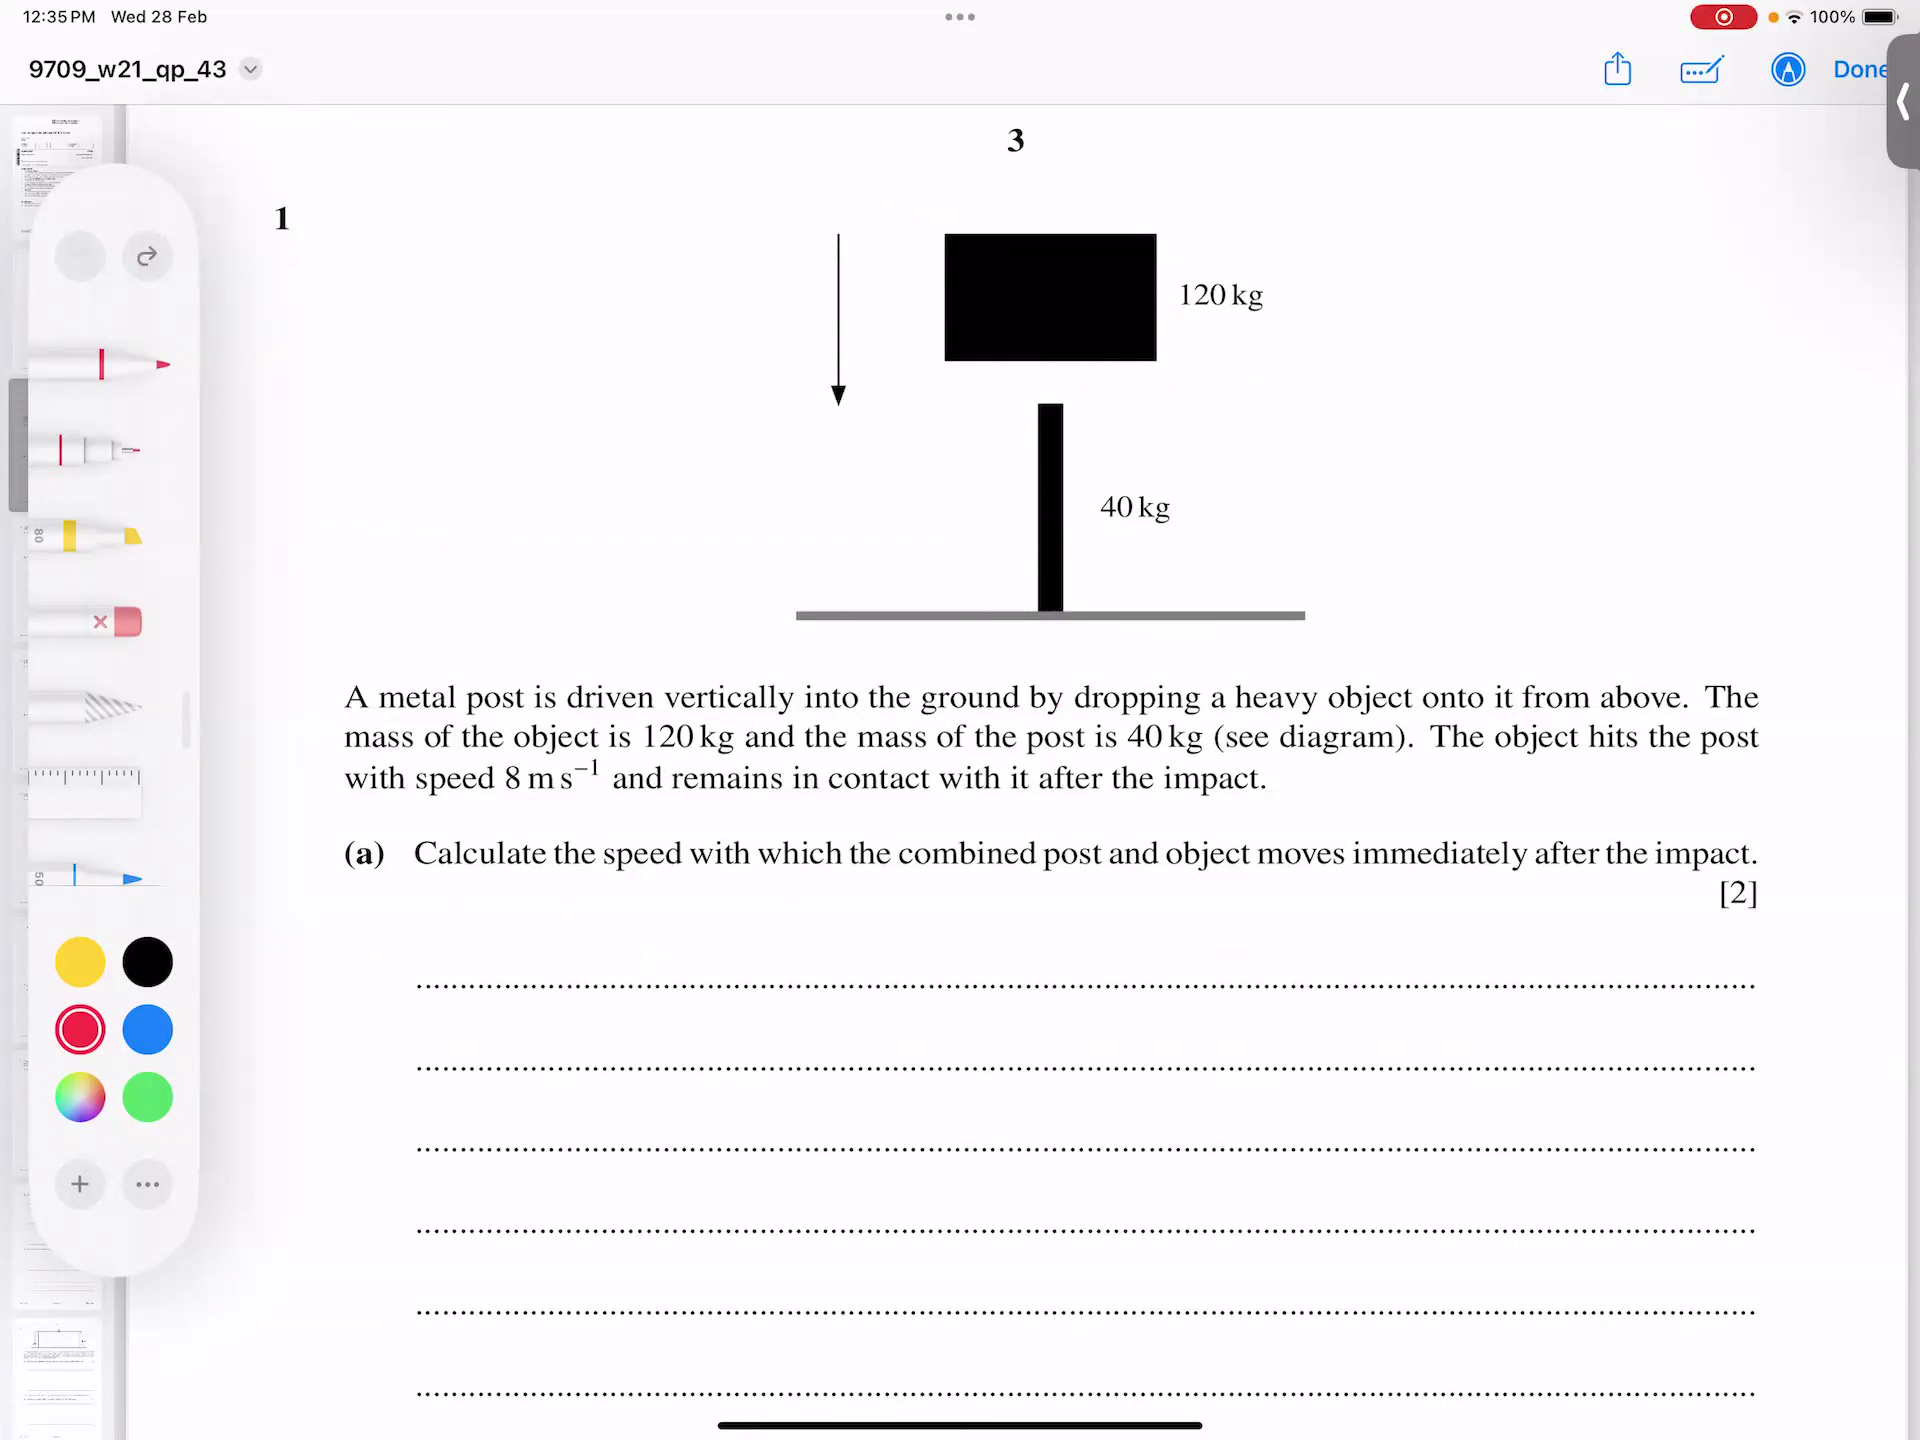 12:35 PM Wed 28 Feb
100%
9709_w21_qp_43
Done
3
1
120 kg
40 kg
A metal post is driven vertically into the ground by dropping a heavy object onto it from above. The
mass of the object is 120 kg and the mass of the post is 40 kg (see diagram). The object hits the post
with speed 8 m s⁻¹ and remains in contact with it after the impact.
(a) Calculate the speed with which the combined post and object moves immediately after the impact.
[2]
80
50